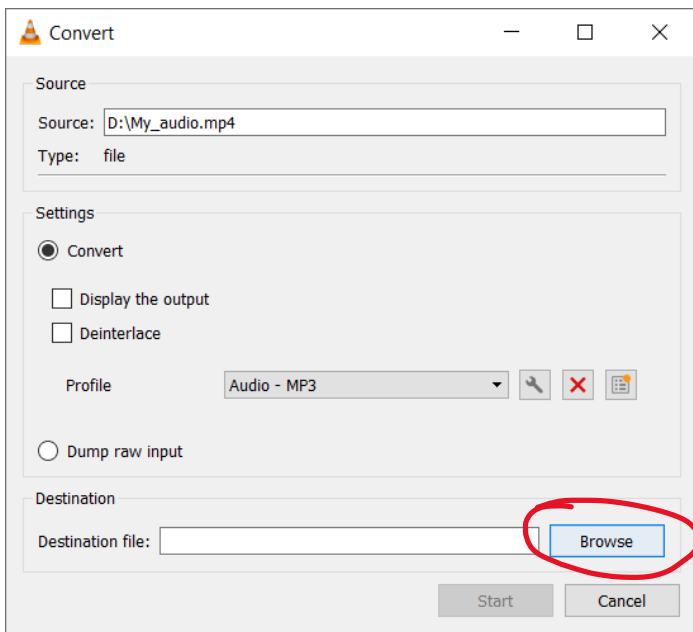 Convert
Source
Source: D:\My_audio.mp4
Type: file
Settings
Convert
Display the output
Deinterlace
Profile Audio - MP3
Dump raw input
Destination
Destination file: Browse
Start Cancel